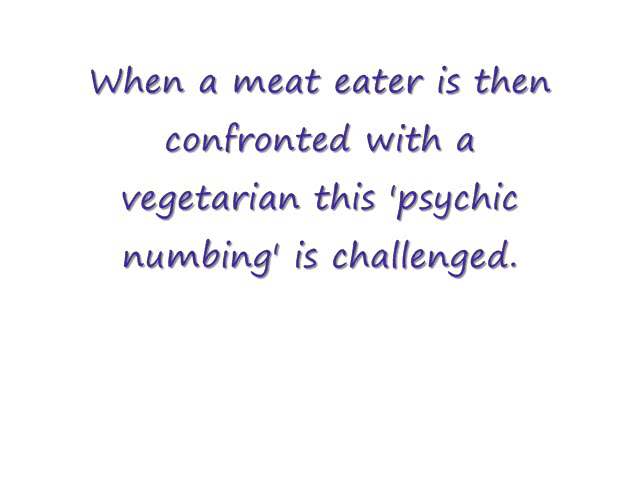 When a meat eater is then
confronted with a
vegetarian this 'psychic
numbing' is challenged.